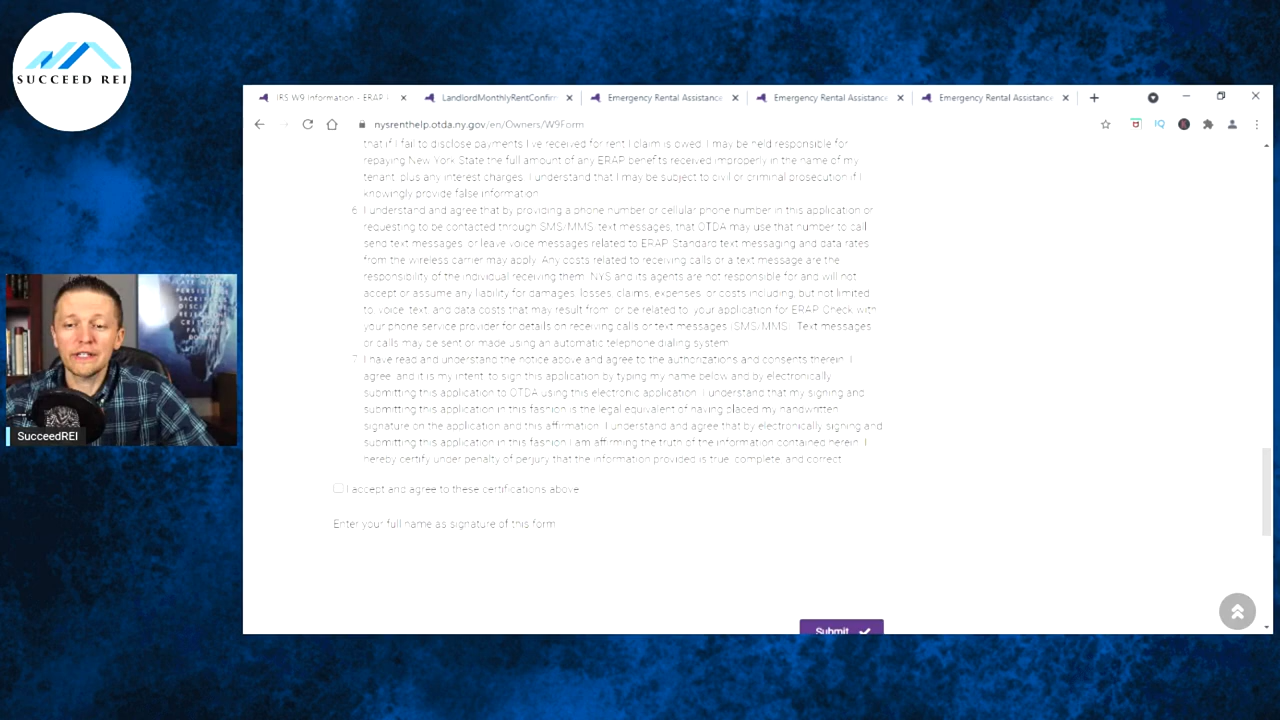 SUCCEED REI
IRS W9 Information - ERAP
LandlordMonthlyRentConfirm
Emergency Rental Assistance
Emergency Rental Assistance
Emergency Rental Assistance
nysrenthelp.otda.ny.gov/en/Owners/W9Form
that if I fail to disclose payments I've received for rent I claim is owed, I may be held responsible for
repaying New York State the full amount of any ERAP benefits received improperly in the name of my
tenant, plus any interest charges. I understand that I may be subject to civil or criminal prosecution if I
knowingly provide false information.
6. I understand and agree that by providing a phone number or cellular phone number in this application or
requesting to be contacted through SMS/MMS, text messages, that OTDA may use that number to call,
send text messages, or leave voice messages related to ERAP. Standard text messaging and data rates
from the wireless carrier may apply. Any costs related to receiving calls or a text message are the
responsibility of the individual receiving them. NYS and its agents are not responsible for and will not
accept or assume any liability for damages, losses, claims, expenses, or costs including, but not limited
to, voice, text, and data costs that may result from, or be related to, your application for ERAP. Check with
your phone service provider for details on receiving calls or text messages (SMS/MMS). Text messages
or calls may be sent or made using an automatic telephone dialing system.
7. I have read and understand the notice above and agree to the authorizations and consents therein. I
agree, and it is my intent, to sign this application by typing my name below and by electronically
submitting this application to OTDA using this electronic application. I understand that my signing and
submitting this application in this fashion is the legal equivalent of having placed my handwritten
signature on the application and this affirmation. I understand and agree that by electronically signing and
submitting this application in this fashion I am affirming the truth of the information contained herein. I
hereby certify under penalty of perjury that the information provided is true, complete, and correct.
I accept and agree to these certifications above
Enter your full name as signature of this form
Submit
PERSIS
SACRIFIC
DISCIPL
REJEC
CRITICI
FAILURE
SucceedREI